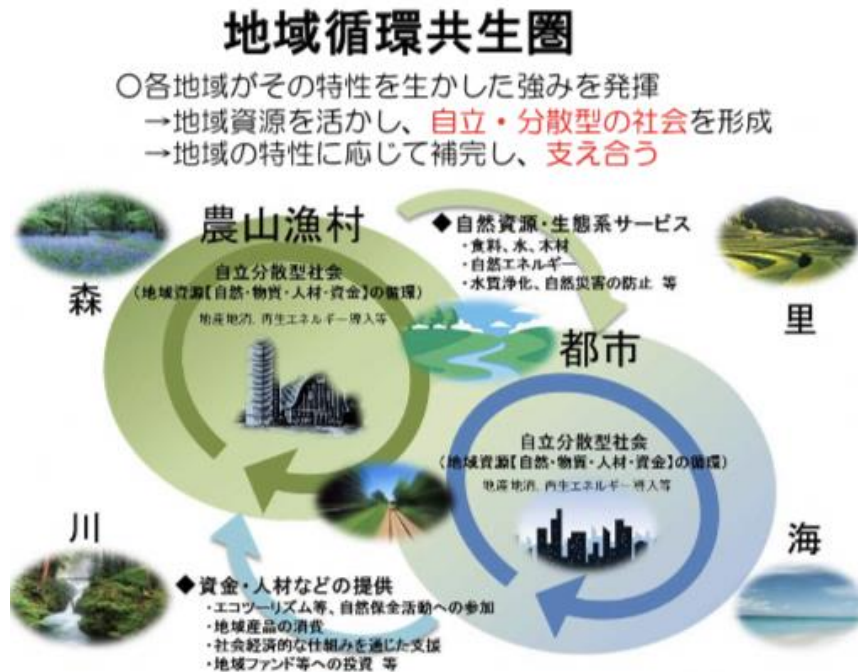 地域循環共生圏
○各地域がその特性を生かした強みを発揮
→地域資源を活かし、自立・分散型の社会を形成
→地域の特性に応じて補完し、支え合う
農山漁村
自立分散型社会
(地域資源【自然・物質・人材・資金】の循環)
地産地消、再生エネルギー導入等
森
◆自然資源・生態系サービス
・食料、水、木材
・自然エネルギー
・水質浄化、自然災害の防止 等
里
都市
自立分散型社会
(地域資源【自然・物質・人材・資金】の循環)
地産地消、再生エネルギー導入等
川
海
◆資金・人材などの提供
・エコツーリズム等、自然保全活動への参加
・地域産品の消費
・社会経済的な仕組みを通じた支援
・地域ファンド等への投資 等